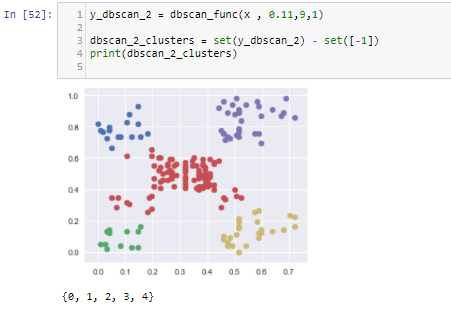 In [52]:
1 y_dbscan_2 = dbscan_func(x , 0.11,9,1)
2
3 dbscan_2_clusters = set(y_dbscan_2) - set([-1])
4 print(dbscan_2_clusters)
5
1.0
0.8
0.6
0.4
0.2
0.0
0.0 0.1 0.2 0.3 0.4 0.5 0.6 0.7
{0, 1, 2, 3, 4}